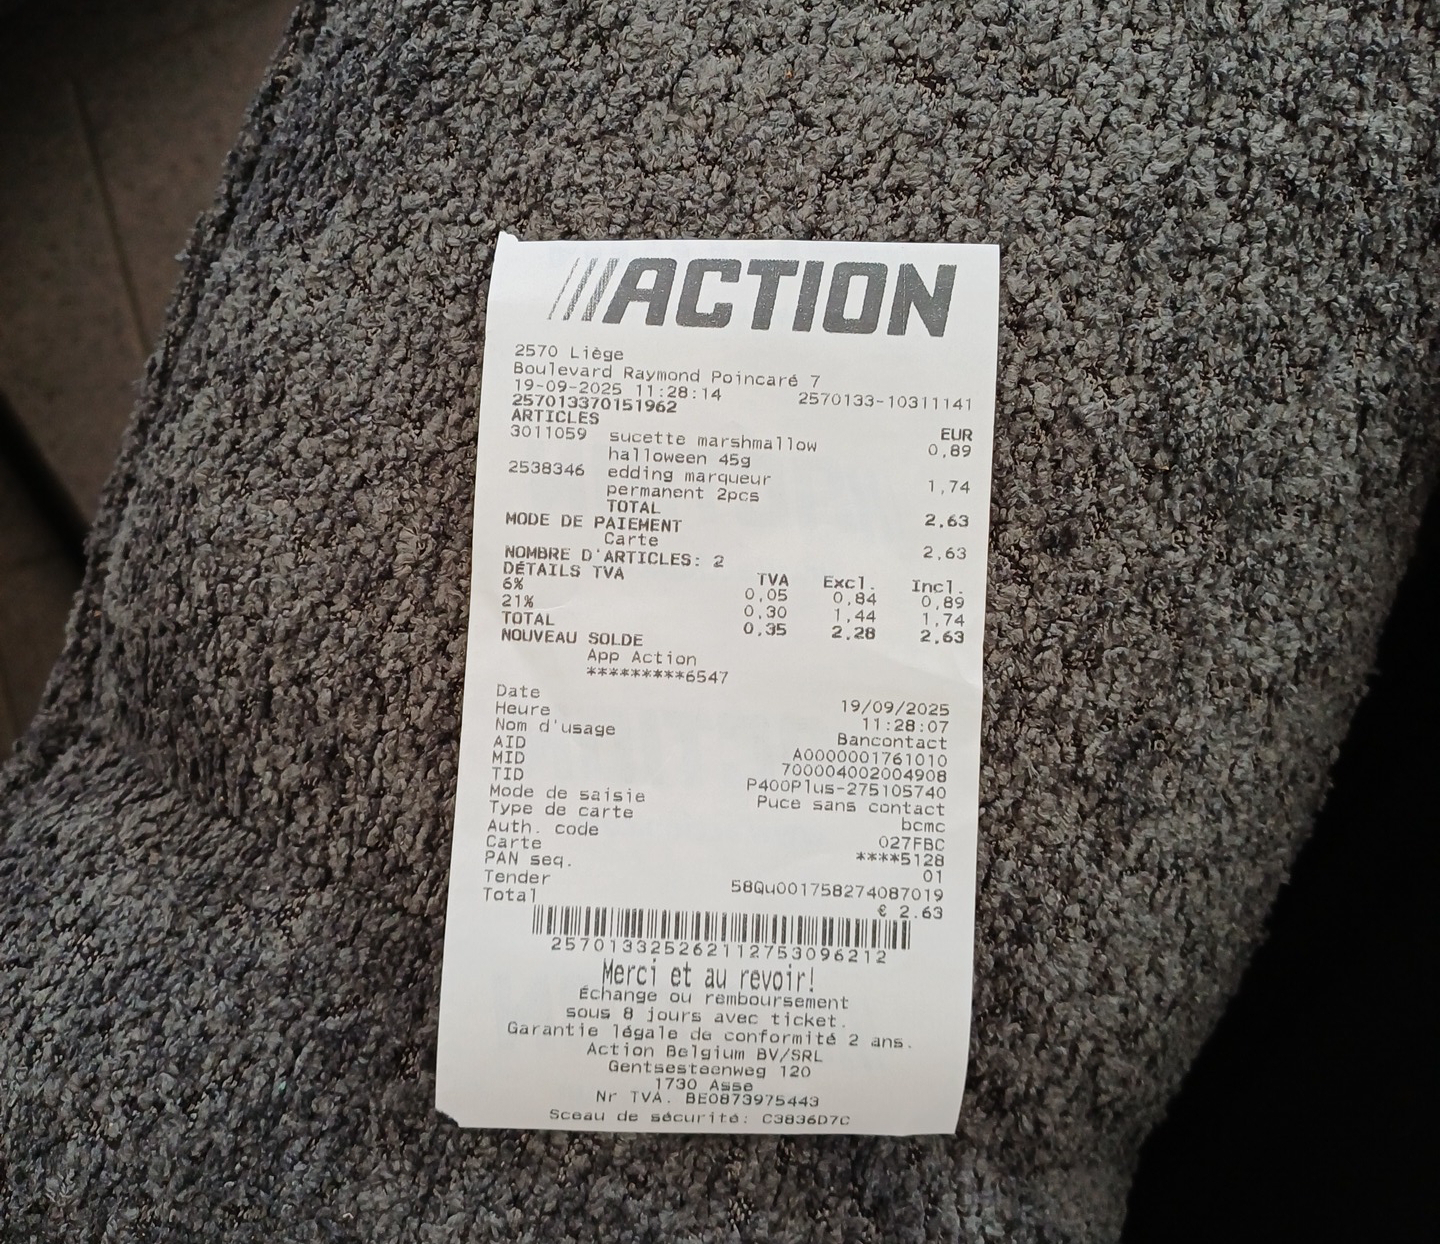 ///ACTION
2570 Liège
Boulevard Raymond Poincaré 7
19-09-2025 11:28:14 2570133-10311141
257013370151962
ARTICLES EUR
3011059 sucette marshmallow 0,89
halloween 45g
2538346 edding marqueur 1,74
permanent 2pcs
TOTAL 2,63
MODE DE PAIEMENT
Carte 2,63
NOMBRE D'ARTICLES: 2
DÉTAILS TVA TVA Excl. Incl.
6% 0,05 0,84 0,89
21% 0,30 1,44 1,74
TOTAL 0,35 2,28 2,63
NOUVEAU SOLDE
App Action
*********6547
Date 19/09/2025
Heure 11:28:07
Nom d'usage Bancontact
AID A0000001761010
MID 700004002004908
TID P400Plus-275105740
Mode de saisie Puce sans contact
Type de carte bcmc
Auth. code 027FBC
Carte ****5128
PAN seq. 01
Tender 58Qu001758274087019
Total € 2.63
2570133252621127530962​12
Merci et au revoir!
Échange ou remboursement
sous 8 jours avec ticket.
Garantie légale de conformité 2 ans.
Action Belgium BV/SRL
Gentsesteenweg 120
1730 Asse
Nr TVA. BE0873975443
Sceau de sécurité: C3836D7C